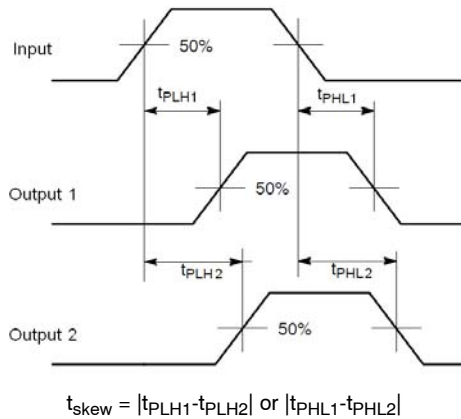 Input
50%
tPLH1
tPHL1
Output 1
50%
tPLH2
tPHL2
Output 2
50%
tskew = |tPLH1-tPLH2| or |tPHL1-tPHL2|